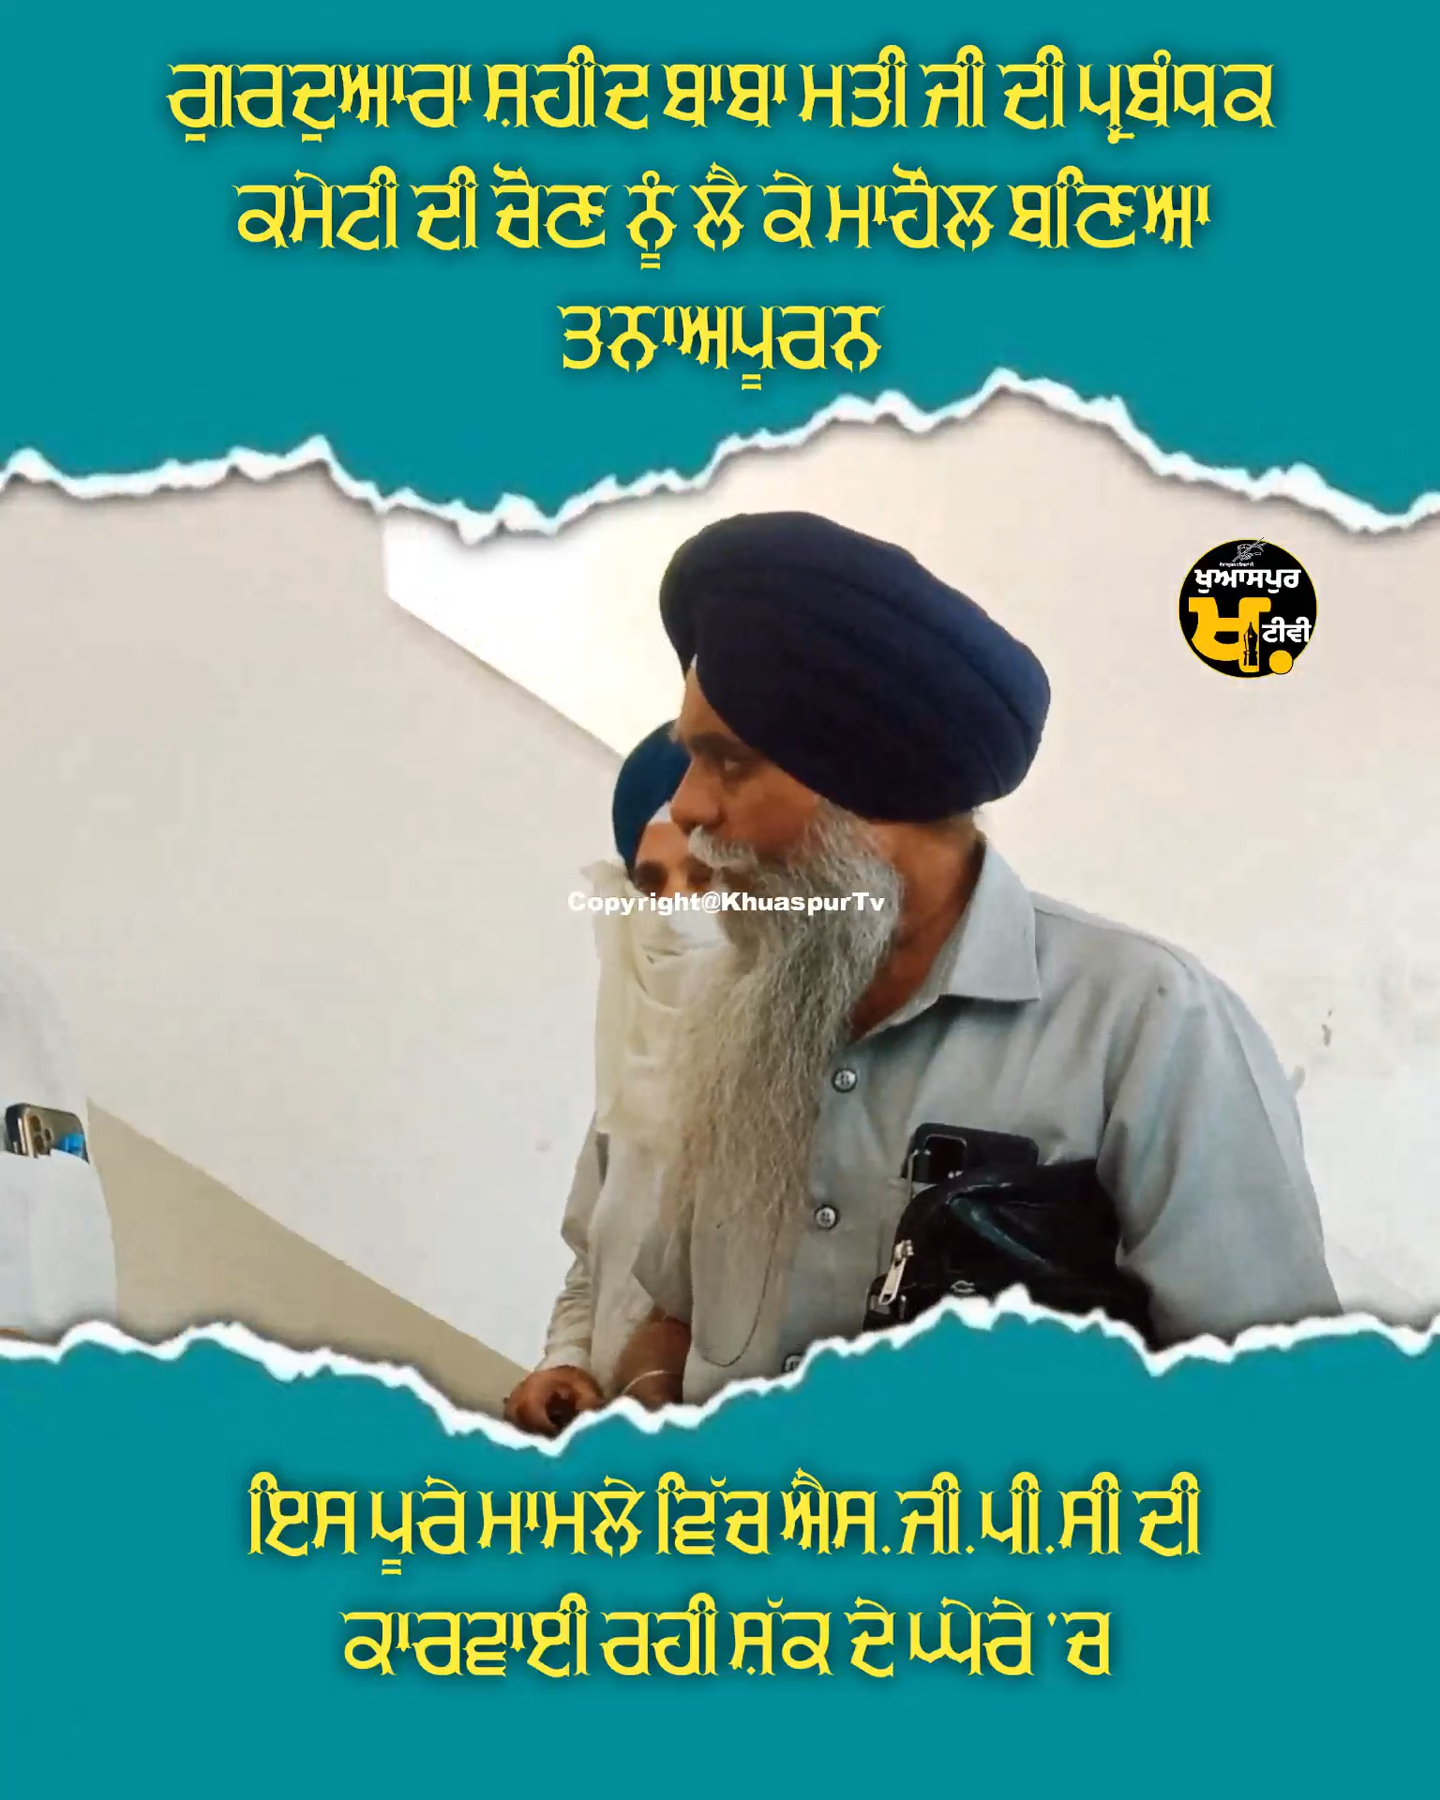 ਗੁਰਦੁਆਰਾ ਸ਼ਹੀਦ ਬਾਬਾ ਮਤੀ ਜੀ ਦੀ ਪ੍ਰਬੰਧਕ
ਕਮੇਟੀ ਦੀ ਚੋਣ ਨੂੰ ਲੈ ਕੇ ਮਾਹੌਲ ਬਣਿਆ
ਤਨਾਅਪੂਰਨ
ਖੁਆਸਪੁਰ
ਖ. ਟੀਵੀ
Copyright@KhuaspurTv
ਇਸ ਪੂਰੇ ਮਾਮਲੇ ਵਿੱਚ ਐਸ.ਜੀ.ਪੀ.ਸੀ ਦੀ
ਕਾਰਵਾਈ ਰਹੀ ਸ਼ੱਕ ਦੇ ਘੇਰੇ 'ਚ